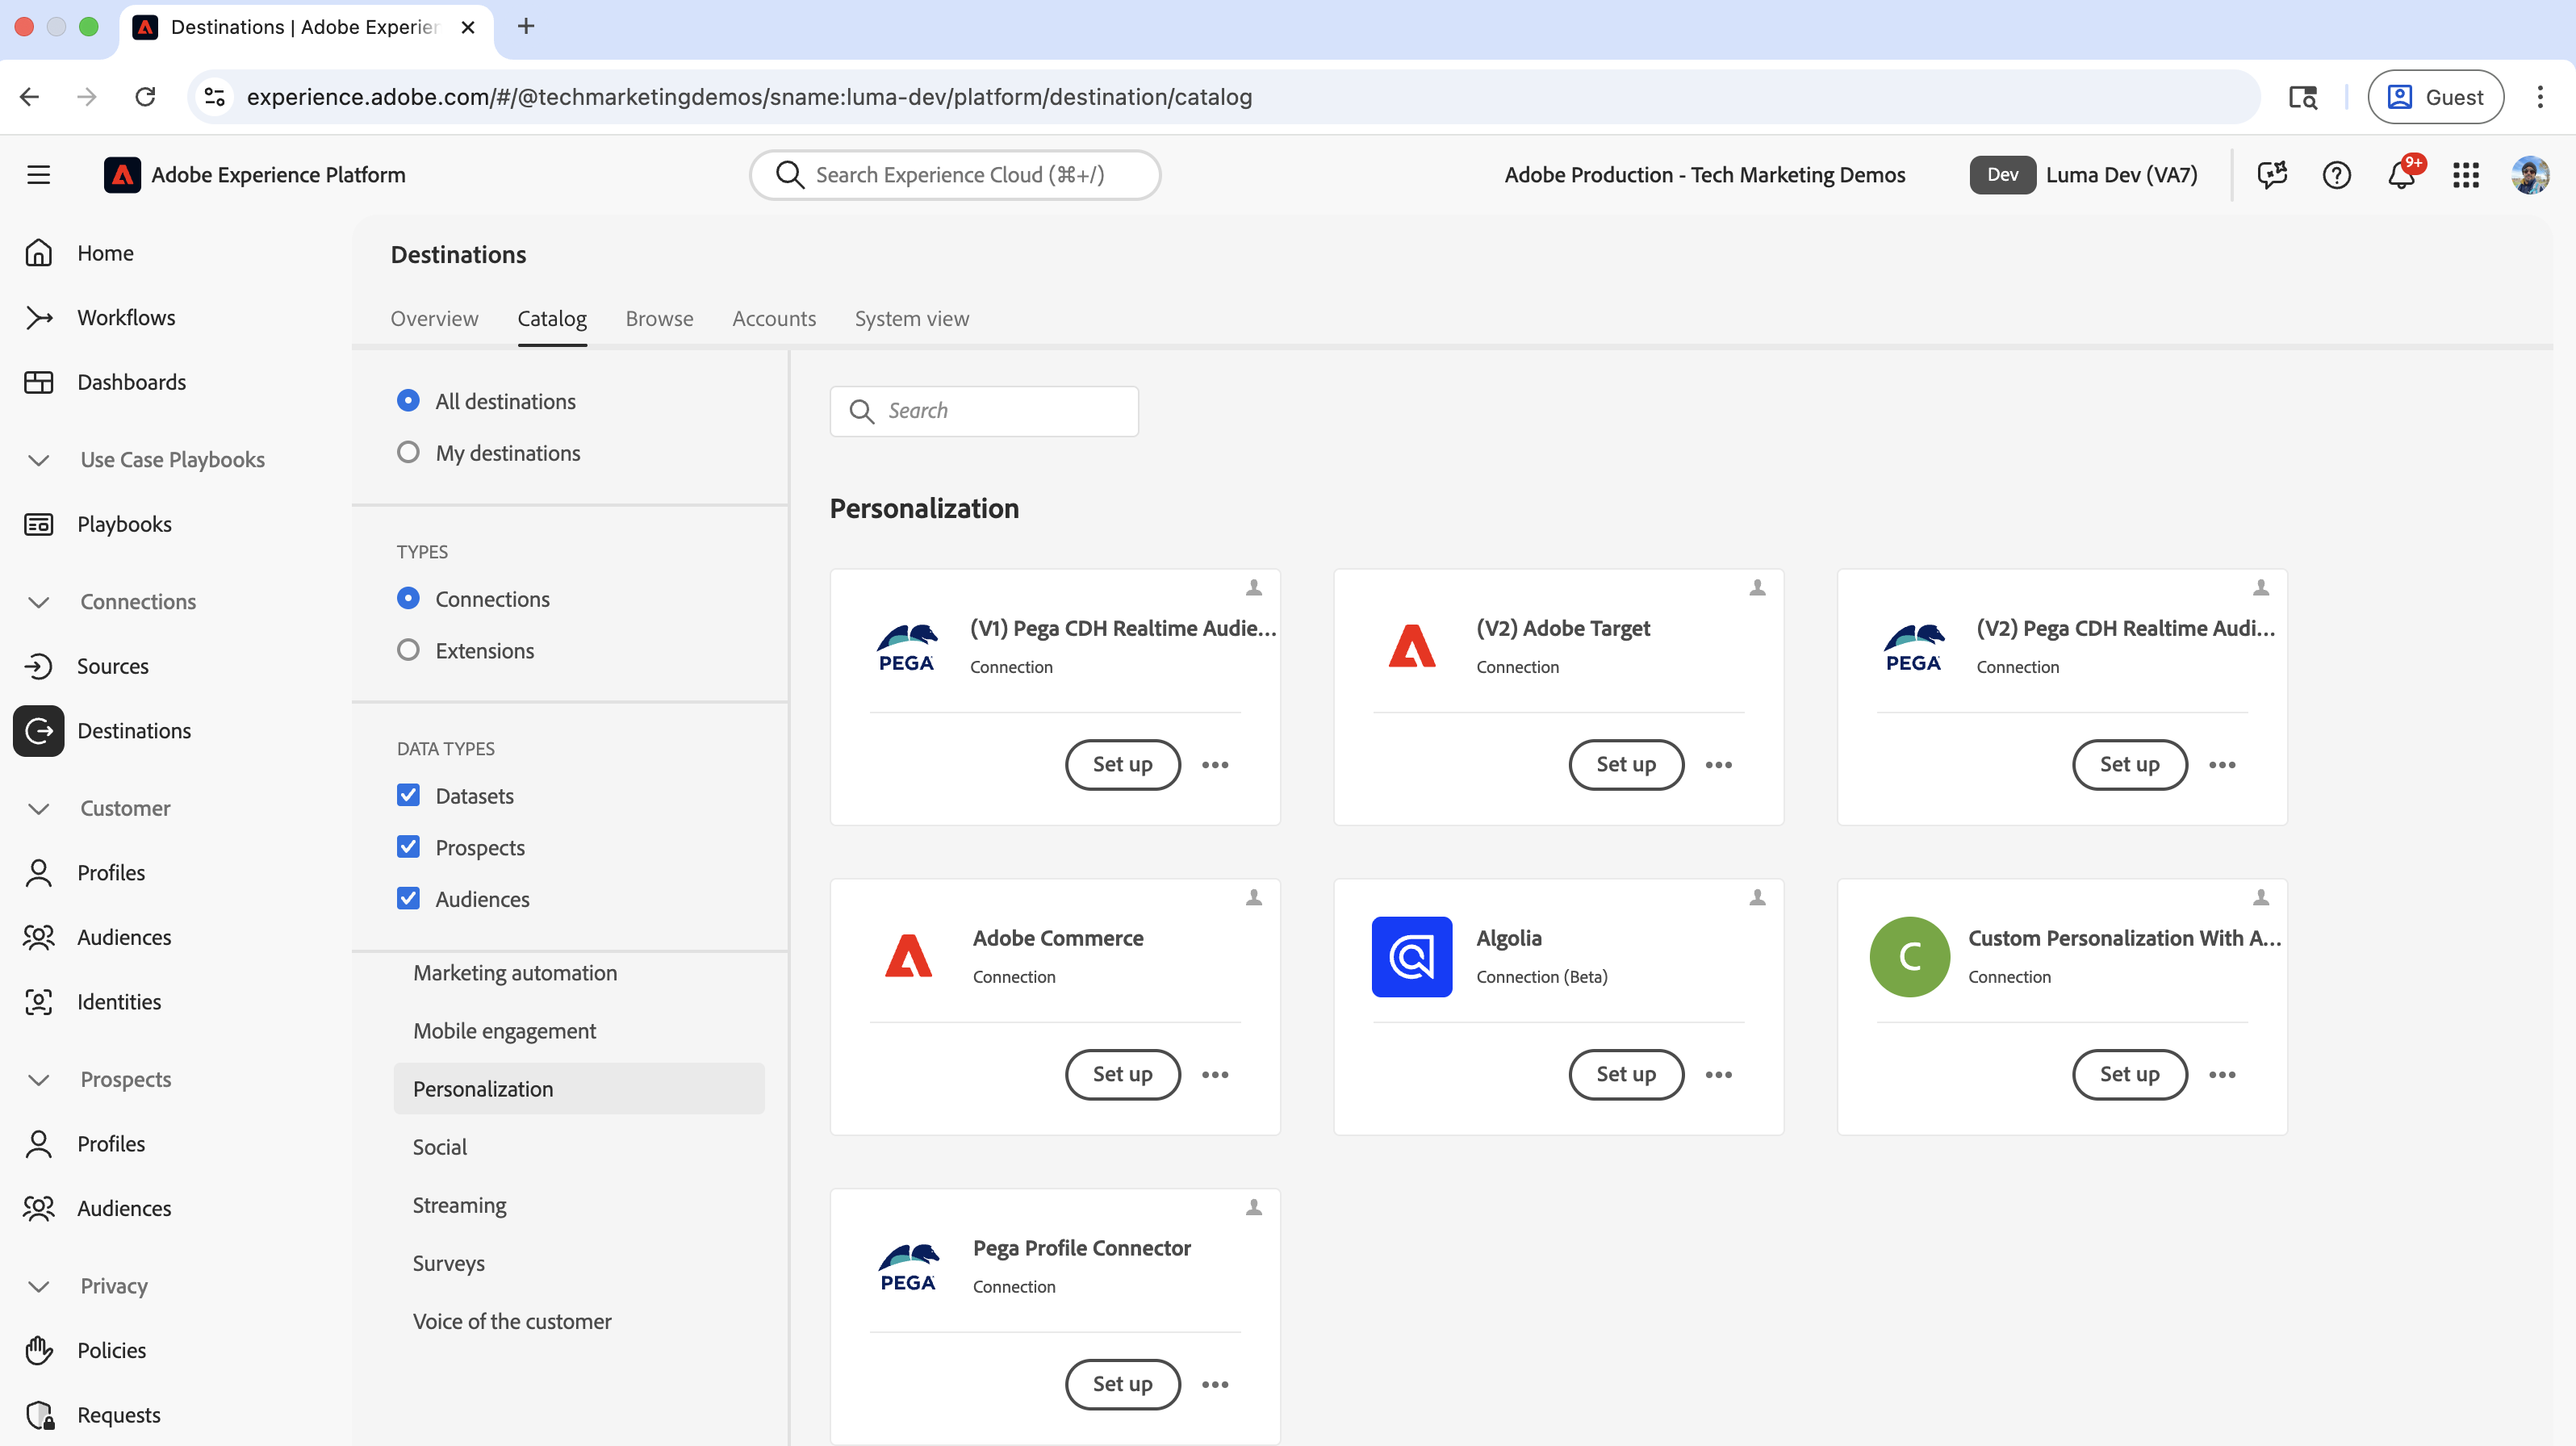 Destinations | Adobe Experien
experience.adobe.com/#/@techmarketingdemos/sname:luma-dev/platform/destination/catalog
Guest
Adobe Experience Platform
Search Experience Cloud (⌘+/)
Adobe Production - Tech Marketing Demos
Dev
Luma Dev (VA7)
9+
Home
Workflows
Dashboards
Use Case Playbooks
Playbooks
Connections
Sources
Destinations
Customer
Profiles
Audiences
Identities
Prospects
Profiles
Audiences
Privacy
Policies
Requests
Destinations
Overview
Catalog
Browse
Accounts
System view
All destinations
My destinations
TYPES
Connections
Extensions
DATA TYPES
Datasets
Prospects
Audiences
Marketing automation
Mobile engagement
Personalization
Social
Streaming
Surveys
Voice of the customer
Search
Personalization
PEGA
(V1) Pega CDH Realtime Audie...
Connection
Set up
(V2) Adobe Target
Connection
Set up
PEGA
(V2) Pega CDH Realtime Audi...
Connection
Set up
Adobe Commerce
Connection
Set up
Algolia
Connection (Beta)
Set up
C
Custom Personalization With A...
Connection
Set up
PEGA
Pega Profile Connector
Connection
Set up